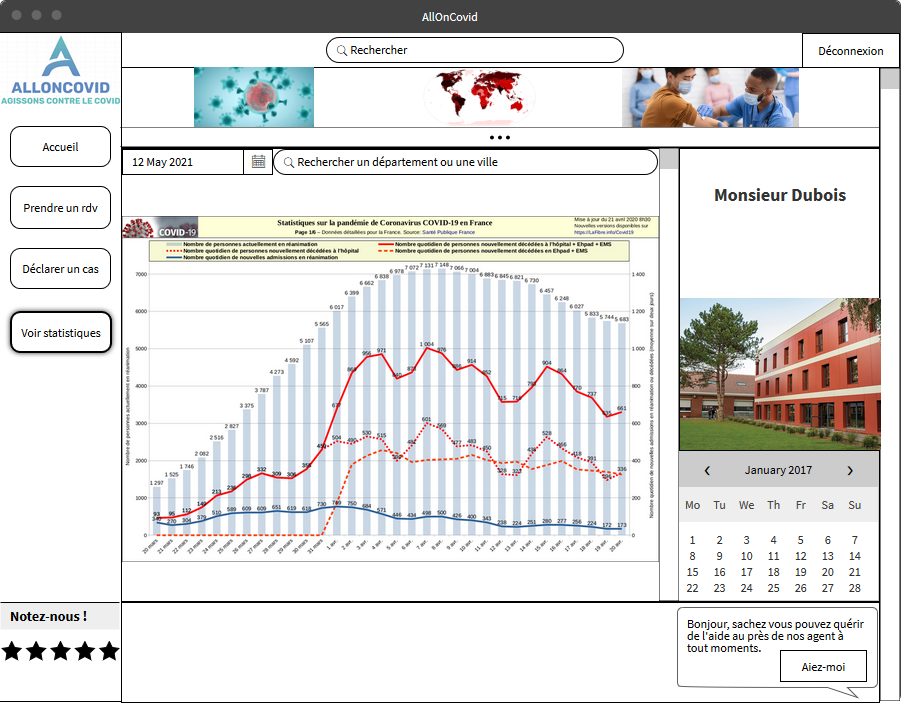 AllOnCovid
ALLONCOVID
AGISSONS CONTRE LE COVID
Rechercher
Déconnexion
Accueil
Prendre un rdv
Déclarer un cas
Voir statistiques
Notez-nous !
12 May 2021
Rechercher un département ou une ville
COVID-19
Statistiques sur la pandémie de Coronavirus COVID-19 en France
Page 1/6 – Données détaillées pour la France. Source: Santé Publique France
Mise à jour du 21 avril 2020 8h30
Nouvelles versions disponibles sur
https://LaFibre.info/Covid19
Nombre de personnes actuellement en réanimation
Nombre quotidien de personnes nouvellement décédées à l'hôpital + Ehpad + EMS
Nombre quotidien de personnes nouvellement décédées à l'hôpital
Nombre quotidien de personnes nouvellement décédées en Ehpad + EMS
Nombre quotidien de nouvelles admissions en réanimation
Nombre de personnes actuellement en réanimation
7000
6000
5000
4000
3000
2000
1000
0
1 297
1 525
1 746
2 082
2 516
2 827
3 375
3 787
4 273
4 592
5 107
5 565
6 017
6 399
6 662
6 838
6 978
7 072
7 131
7 148
7 066
7 004
6 883
6 845
6 821
6 730
6 457
6 248
6 027
5 833
5 744
5 683
1 400
1 200
1 000
800
600
400
200
0
20 mars
21 mars
22 mars
23 mars
24 mars
25 mars
26 mars
27 mars
28 mars
29 mars
30 mars
31 mars
1 avr.
2 avr.
3 avr.
4 avr.
5 avr.
6 avr.
7 avr.
8 avr.
9 avr.
10 avr.
11 avr.
12 avr.
13 avr.
14 avr.
15 avr.
16 avr.
17 avr.
18 avr.
19 avr.
20 avr.
Monsieur Dubois
January 2017
Mo Tu We Th Fr Sa Su
1 2 3 4 5 6 7
8 9 10 11 12 13 14
15 16 17 18 19 20 21
22 23 24 25 26 27 28
Bonjour, sachez vous pouvez quérir
de l'aide au près de nos agent à
tout moments.
Aiez-moi